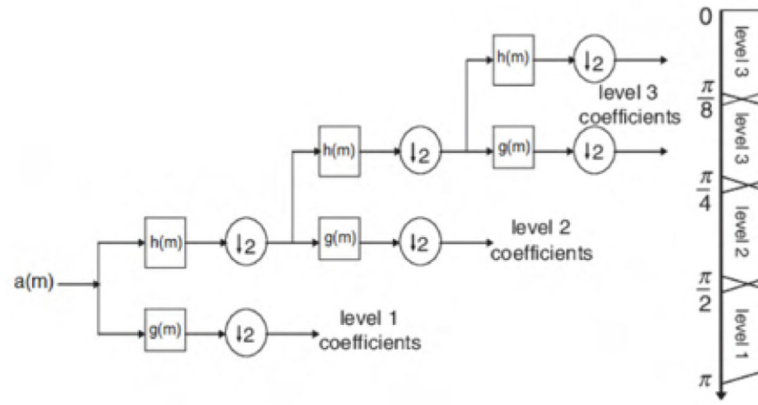 h(m)
↓2
level 3
coefficients
h(m)
↓2
g(m)
↓2
h(m)
↓2
g(m)
↓2
level 2
coefficients
a(m)
g(m)
↓2
level 1
coefficients
0
level 3
π
8
level 3
π
4
level 2
π
2
level 1
π